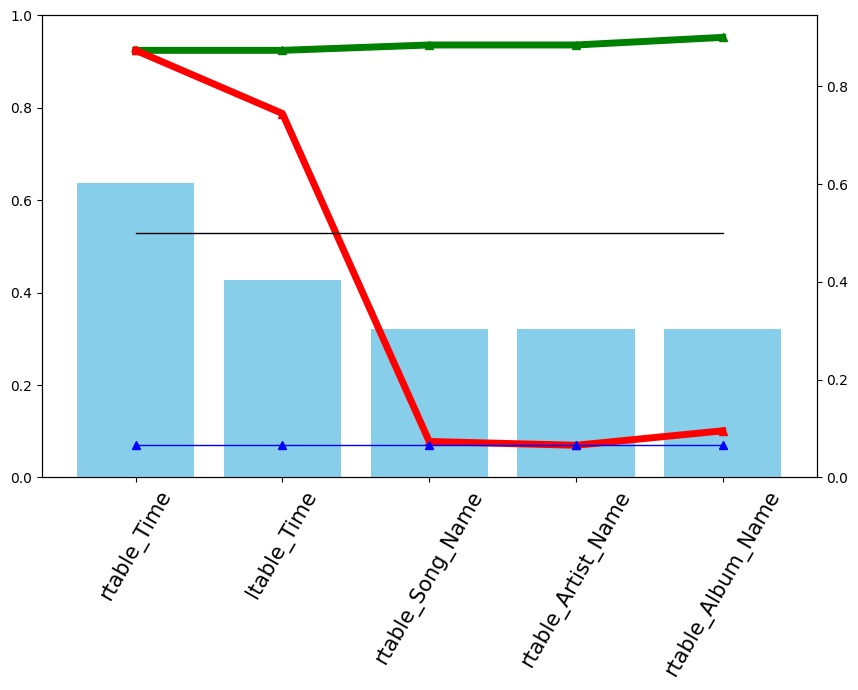 1.0
0.8
0.6
0.4
0.2
0.0
0.8
0.6
0.4
0.2
0.0
rtable_Time
ltable_Time
rtable_Song_Name
rtable_Artist_Name
rtable_Album_Name